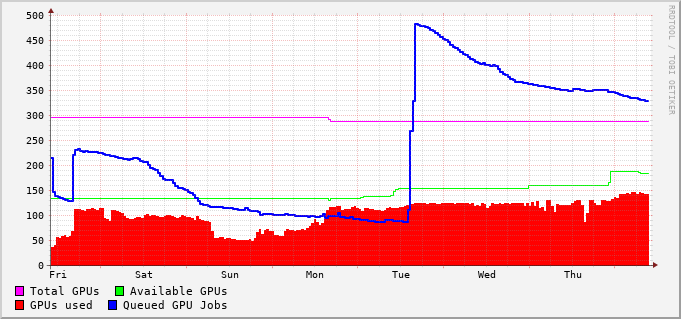 RRDTOOL / TOBI OETIKER
500
450
400
350
300
250
200
150
100
50
0
Fri Sat Sun Mon Tue Wed Thu
Total GPUs Available GPUs
GPUs used Queued GPU Jobs